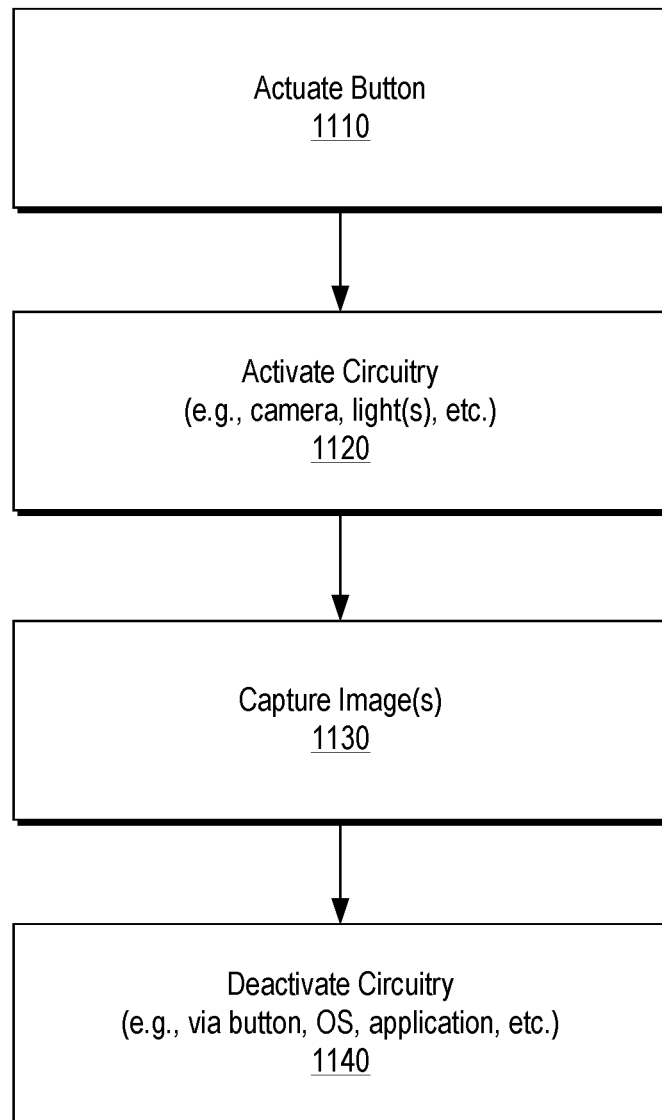 Actuate Button
1110
Activate Circuitry
(e.g., camera, light(s), etc.)
1120
Capture Image(s)
1130
Deactivate Circuitry
(e.g., via button, OS, application, etc.)
1140